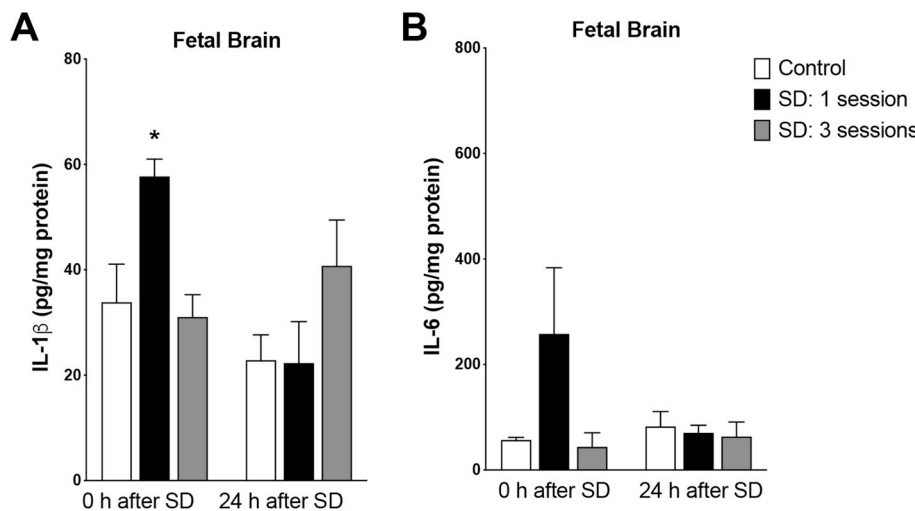 A
Fetal Brain
IL-1β (pg/mg protein)
80
60
40
20
0
*
0 h after SD
24 h after SD
B
Fetal Brain
IL-6 (pg/mg protein)
800
600
400
200
0
0 h after SD
24 h after SD
Control
SD: 1 session
SD: 3 sessions